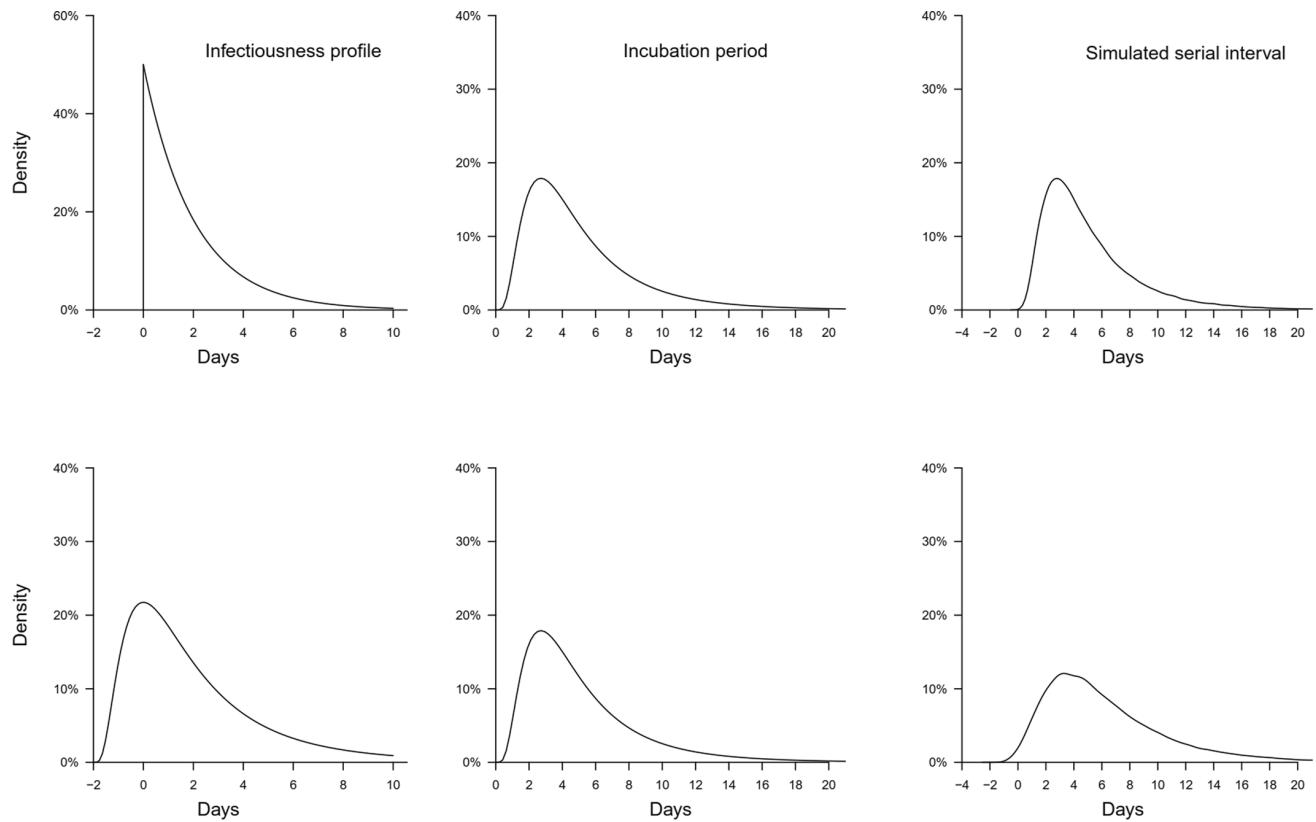 Infectiousness profile
Density
60%
40%
20%
0%
−2 0 2 4 6 8 10
Days
Incubation period
40%
30%
20%
10%
0%
0 2 4 6 8 10 12 14 16 18 20
Days
Simulated serial interval
40%
30%
20%
10%
0%
−4 −2 0 2 4 6 8 10 12 14 16 18 20
Days
Density
40%
30%
20%
10%
0%
−2 0 2 4 6 8 10
Days
40%
30%
20%
10%
0%
0 2 4 6 8 10 12 14 16 18 20
Days
40%
30%
20%
10%
0%
−4 −2 0 2 4 6 8 10 12 14 16 18 20
Days